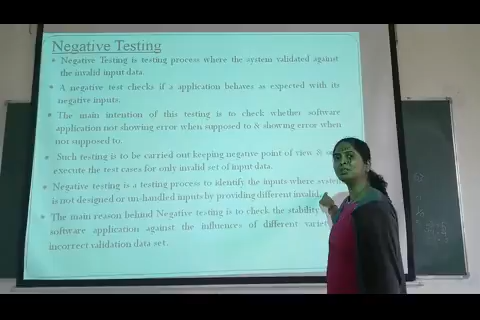 Negative Testing
Negative Testing is testing process where the system validated against
the invalid input data.
A negative test checks if a application behaves as expected with its
negative inputs.
The main intention of this testing is to check whether software
application not showing error when supposed to & showing error when
not supposed to.
Such testing is to be carried out keeping negative point of view &
execute the test cases for only invalid set of input data.
Negative testing is a testing process to identify the inputs where system
is not designed or un-handled inputs by providing different invalid.
The main reason behind Negative testing is to check the stability
software application against the influences of different
incorrect validation data set.